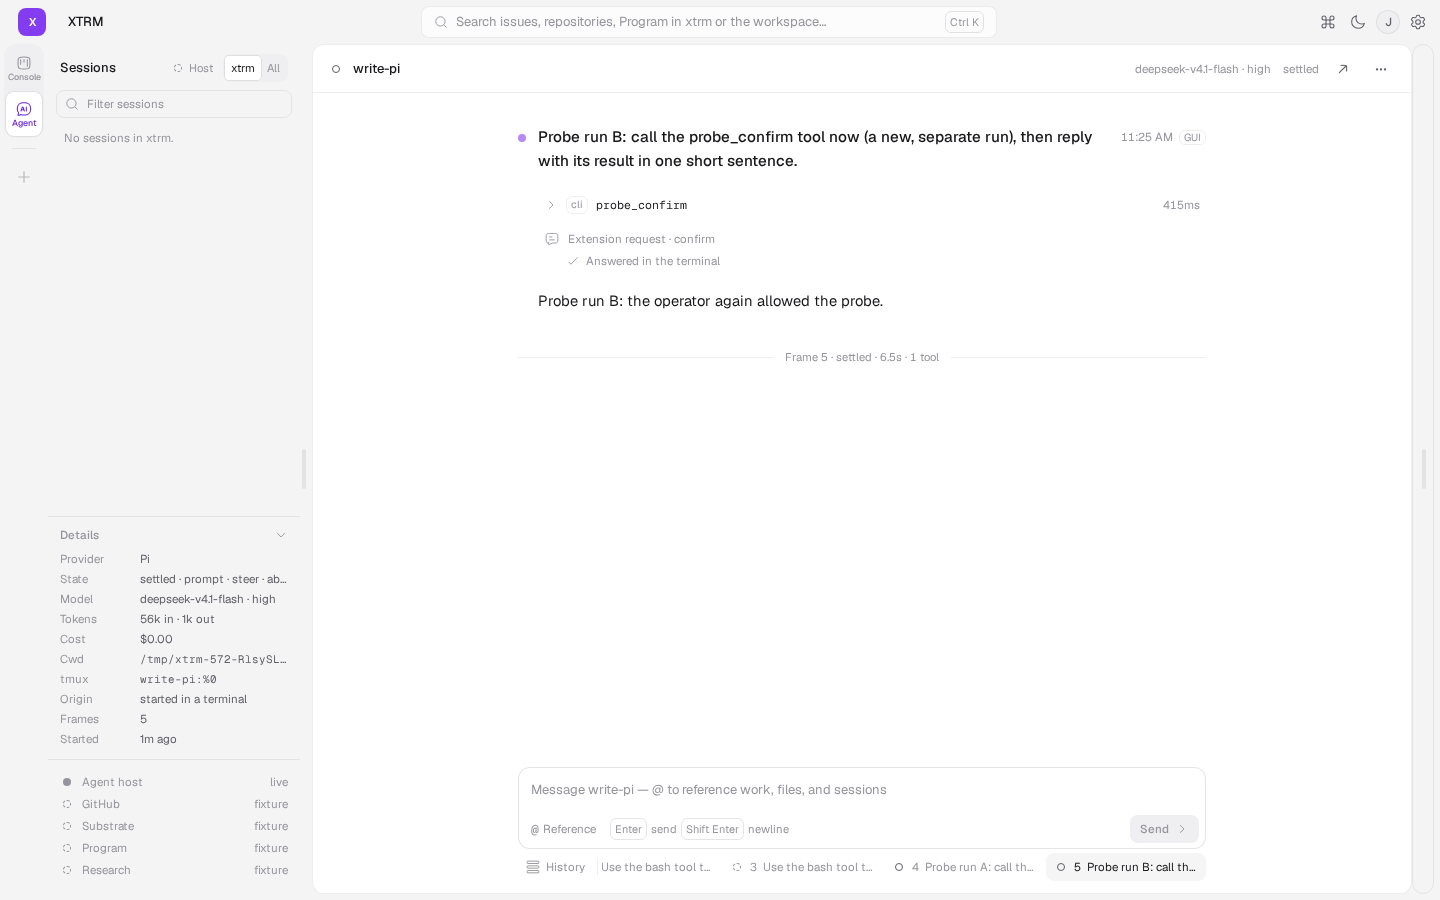 X
XTRM
Search issues, repositories, Program in xtrm or the workspace...
Ctrl K
J
Console
Agent
Sessions
Host
xtrm
All
Filter sessions
No sessions in xtrm.
write-pi
deepseek-v4.1-flash · high
settled
Probe run B: call the probe_confirm tool now (a new, separate run), then reply
with its result in one short sentence.
11:25 AM
GUI
cli
probe_confirm
415ms
Extension request · confirm
Answered in the terminal
Probe run B: the operator again allowed the probe.
Frame 5 · settled · 6.5s · 1 tool
Details
Provider Pi
State settled · prompt · steer · ab...
Model deepseek-v4.1-flash · high
Tokens 56k in · 1k out
Cost $0.00
Cwd /tmp/xtrm-572-RlsySL...
tmux write-pi:%0
Origin started in a terminal
Frames 5
Started 1m ago
Agent host live
GitHub fixture
Substrate fixture
Program fixture
Research fixture
Message write-pi — @ to reference work, files, and sessions
@ Reference Enter send Shift Enter newline
Send
History
Use the bash tool t...
3 Use the bash tool t...
4 Probe run A: call th...
5 Probe run B: call th...